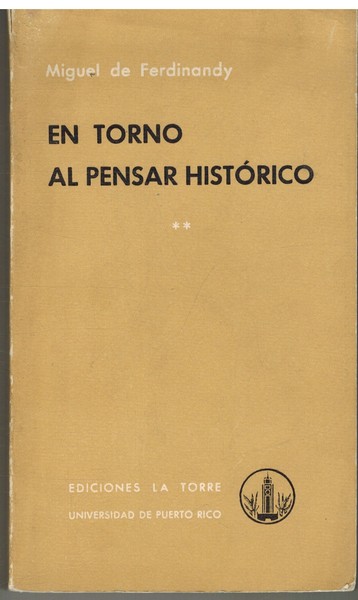 Miguel de Ferdinandy
EN TORNO
AL PENSAR HISTÓRICO
**
EDICIONES LA TORRE
UNIVERSIDAD DE PUERTO RICO